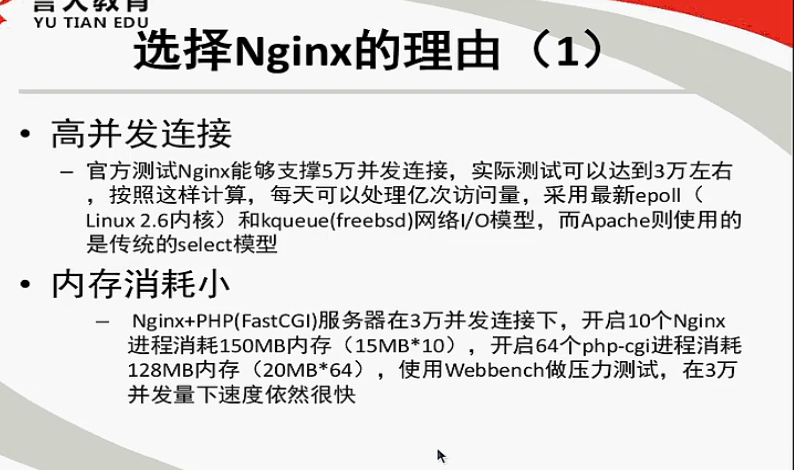 YU TIAN EDU
选择Nginx的理由（1）
• 高并发连接
– 官方测试Nginx能够支撑5万并发连接，实际测试可以达到3万左右
，按照这样计算，每天可以处理亿次访问量，采用最新epoll（
Linux 2.6内核）和kqueue(freebsd)网络I/O模型，而Apache则使用的
是传统的select模型
• 内存消耗小
– Nginx+PHP(FastCGI)服务器在3万并发连接下，开启10个Nginx
进程消耗150MB内存（15MB*10），开启64个php-cgi进程消耗
128MB内存（20MB*64），使用Webbench做压力测试，在3万
并发量下速度依然很快